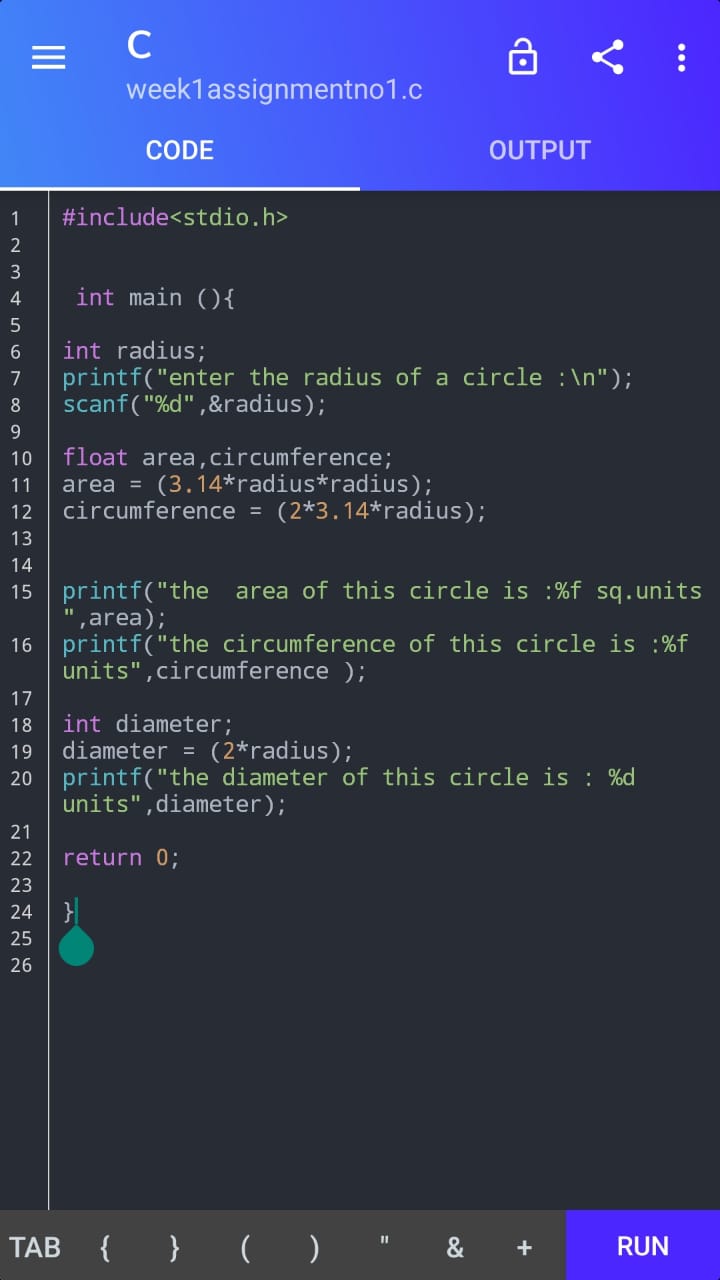 C
week1assignmentno1.c
CODE OUTPUT
1 #include<stdio.h>
2
3
4 int main (){
5
6 int radius;
7 printf("enter the radius of a circle :\n");
8 scanf("%d",&radius);
9
10 float area,circumference;
11 area = (3.14*radius*radius);
12 circumference = (2*3.14*radius);
13
14
15 printf("the  area of this circle is :%f sq.units
",area);
16 printf("the circumference of this circle is :%f
units",circumference );
17
18 int diameter;
19 diameter = (2*radius);
20 printf("the diameter of this circle is : %d
units",diameter);
21
22 return 0;
23
24 }
25
26
TAB { } ( ) " & + RUN